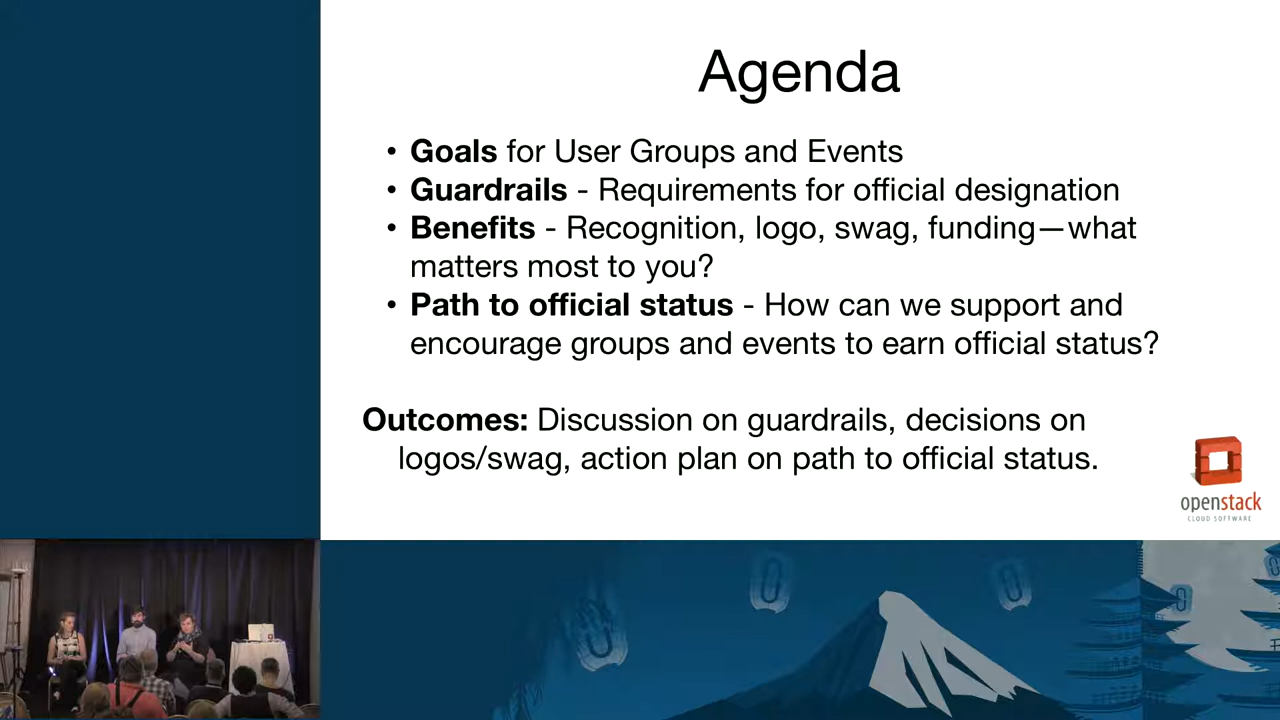 Agenda
• Goals for User Groups and Events
• Guardrails - Requirements for official designation
• Benefits - Recognition, logo, swag, funding—what
matters most to you?
• Path to official status - How can we support and
encourage groups and events to earn official status?
Outcomes: Discussion on guardrails, decisions on
logos/swag, action plan on path to official status.
openstack
CLOUD SOFTWARE